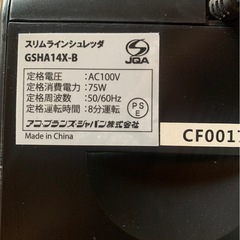 スリムラインシュレッダ
GSHA14X-B
JQA
定格電圧：AC100V
定格消費電力：75W
定格周波数：50/60Hz
定格運転時間：8分運転
Made in China
PSE
アコ・ブランズ・ジャパン株式会社
CF0011